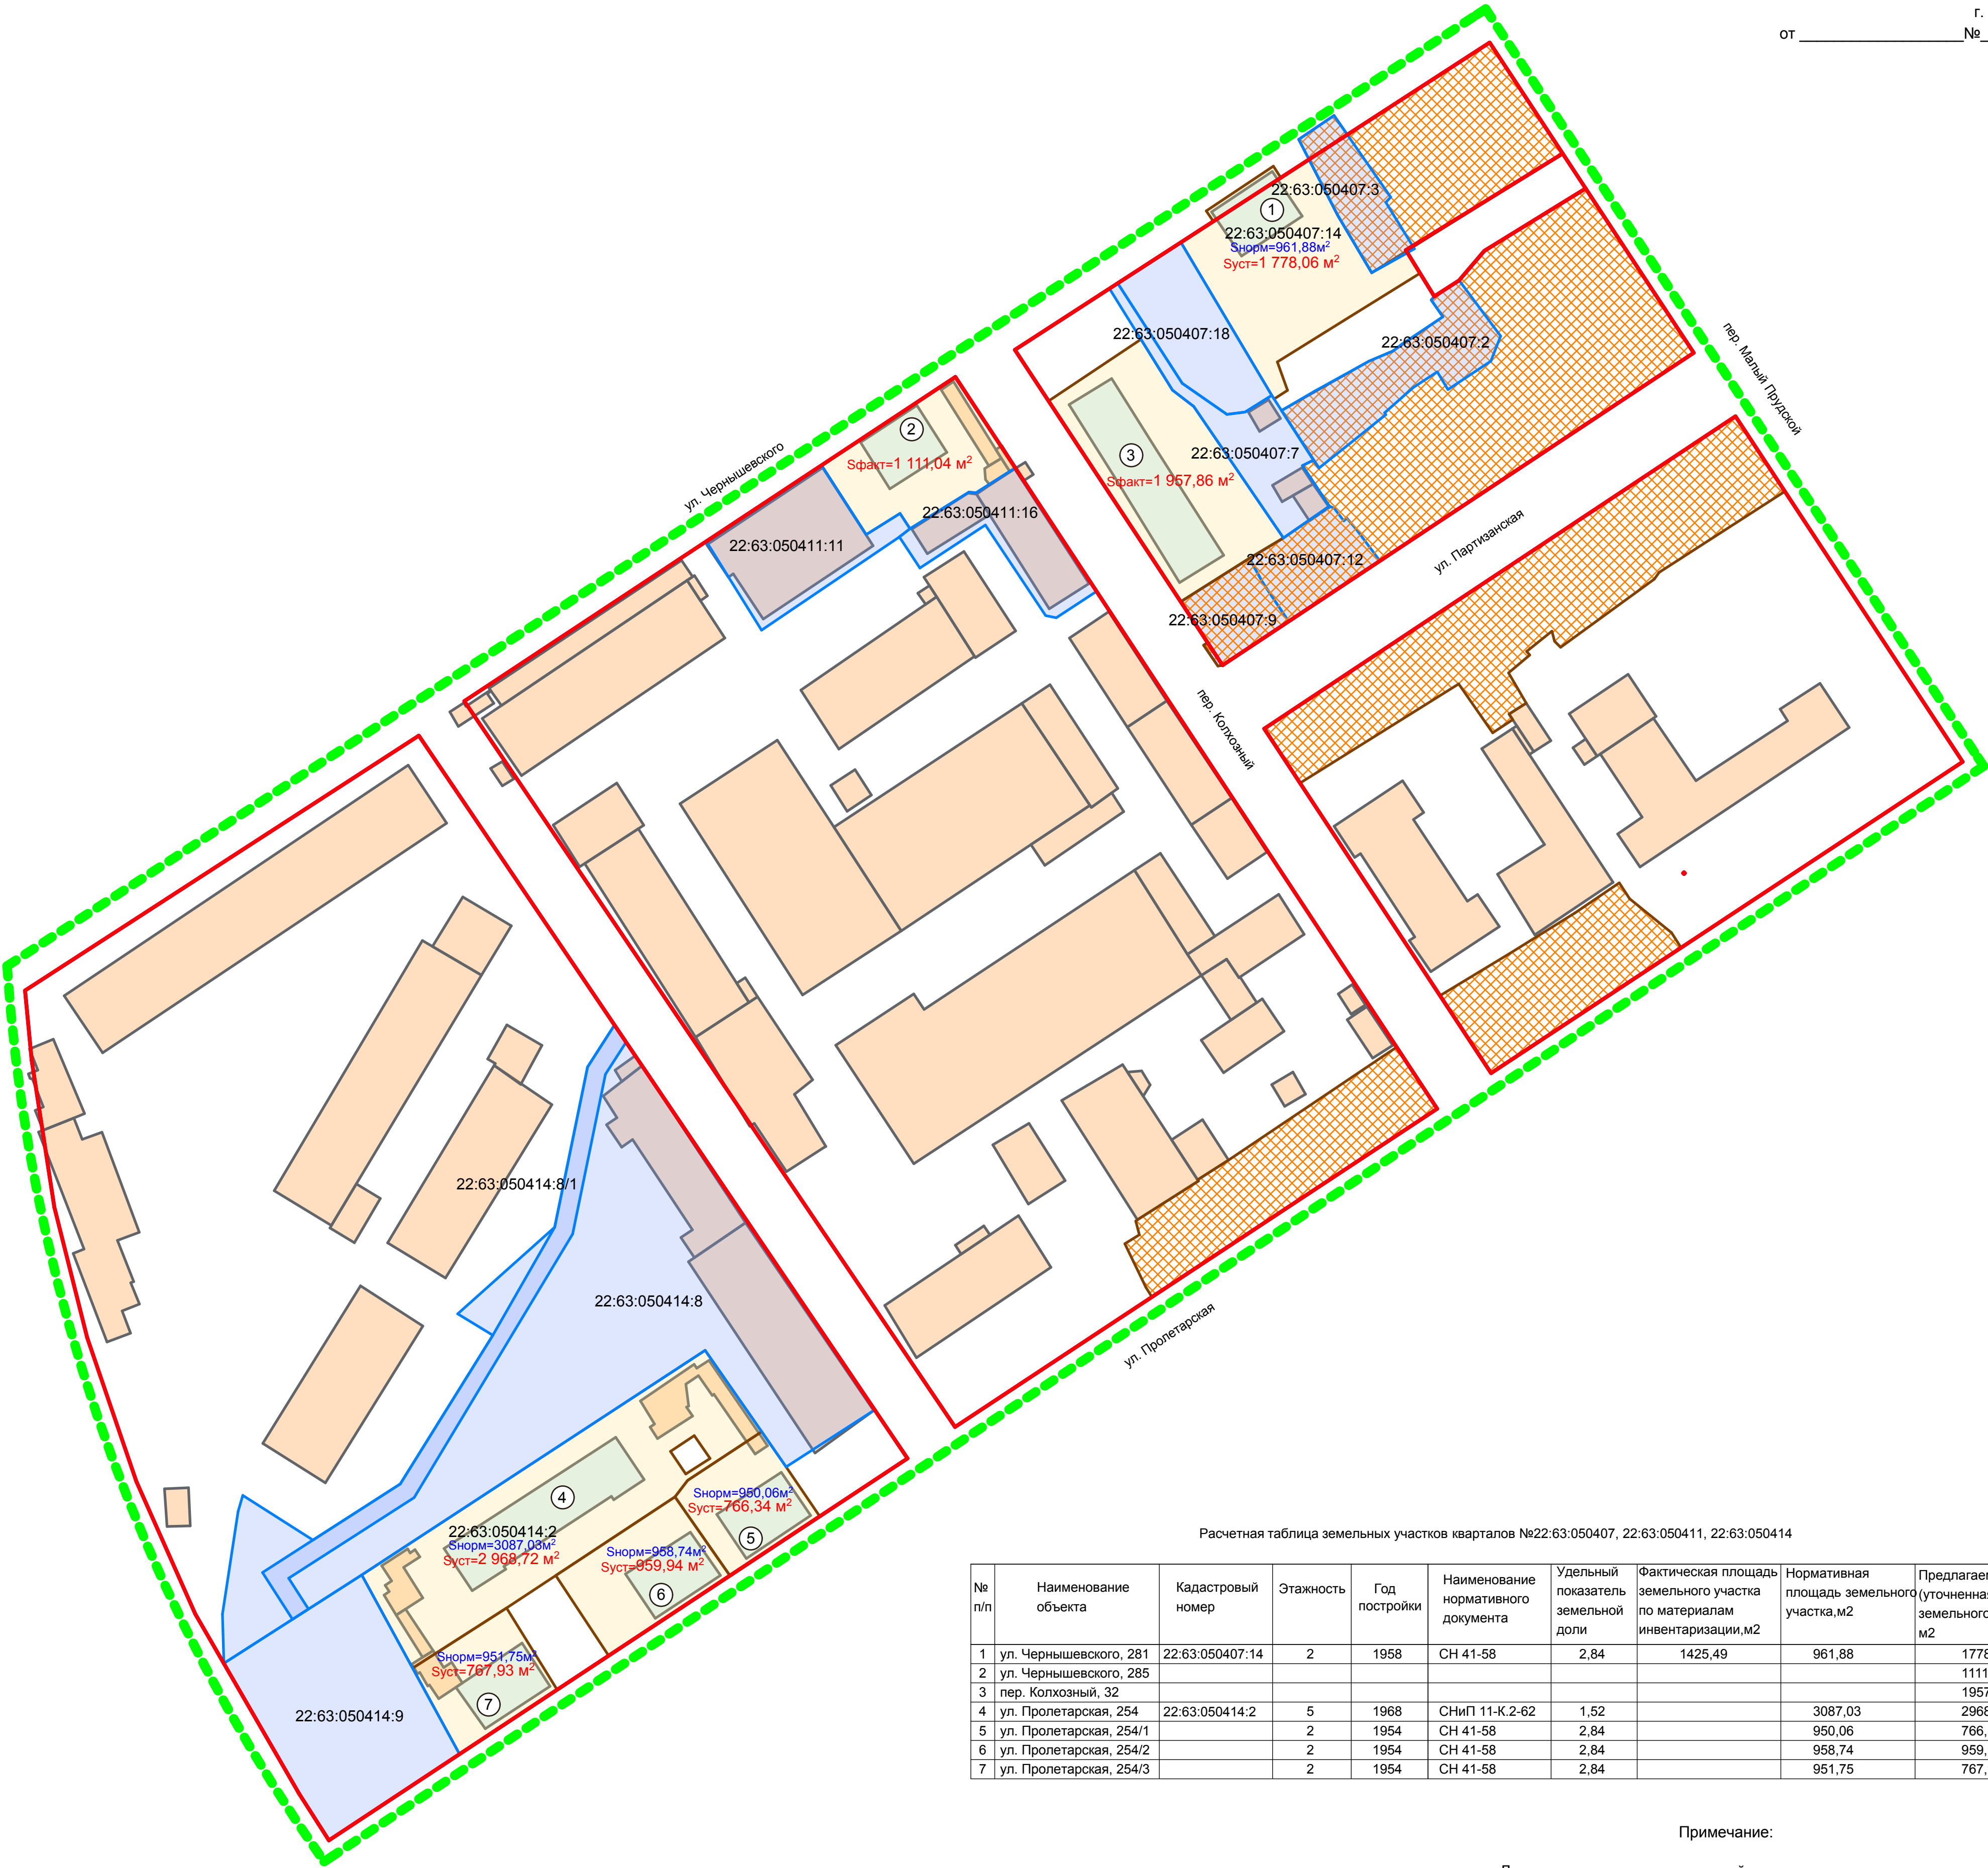 г.
от ___________________№_
22:63:050407:3
1
22:63:050407:14
Sнорм=961,88м²
Sуст=1 778,06 м²
22:63:050407:18
22:63:050407:2
пер. Малый Прудской
2
Sфакт=1 111,04 м²
ул. Чернышевского
3
22:63:050407:7
Sфакт=1 957,86 м²
22:63:050411:16
22:63:050411:11
22:63:050407:12
ул. Партизанская
22:63:050407:9
пер. Колхозный
22:63:050414:8/1
22:63:050414:8
ул. Пролетарская
4
22:63:050414:2
Sнорм=3087,03м²
Sуст=2 968,72 м²
Sнорм=950,06м²
Sуст=766,34 м²
5
Sнорм=958,74м²
Sуст=959,94 м²
6
Sнорм=951,75м²
Sуст=767,93 м²
7
22:63:050414:9
Расчетная таблица земельных участков кварталов №22:63:050407, 22:63:050411, 22:63:050414
№ п/п Наименование объекта Кадастровый номер Этажность Год постройки Наименование нормативного документа Удельный показатель земельной доли Фактическая площадь земельного участка по материалам инвентаризации,м2 Нормативная площадь земельного участка,м2 Предлагаем (уточненна земельного м2
1 ул. Чернышевского, 281 22:63:050407:14 2 1958 СН 41-58 2,84 1425,49 961,88 1778
2 ул. Чернышевского, 285 1111
3 пер. Колхозный, 32 1957
4 ул. Пролетарская, 254 22:63:050414:2 5 1968 СНиП 11-К.2-62 1,52 3087,03 2968
5 ул. Пролетарская, 254/1 2 1954 СН 41-58 2,84 950,06 766,
6 ул. Пролетарская, 254/2 2 1954 СН 41-58 2,84 958,74 959,
7 ул. Пролетарская, 254/3 2 1954 СН 41-58 2,84 951,75 767,
Примечание: